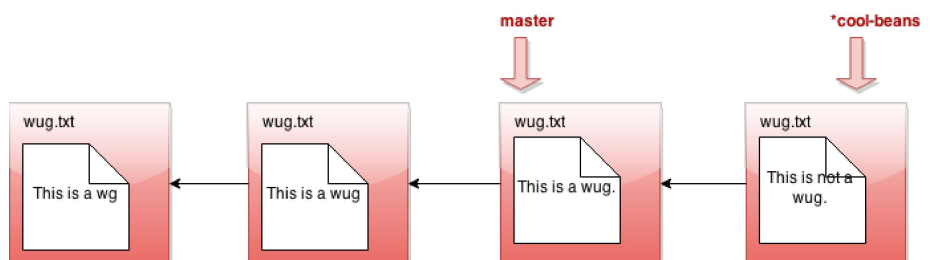 master
*cool-beans
wug.txt
This is a wg
wug.txt
This is a wug
wug.txt
This is a wug.
wug.txt
This is not a
wug.